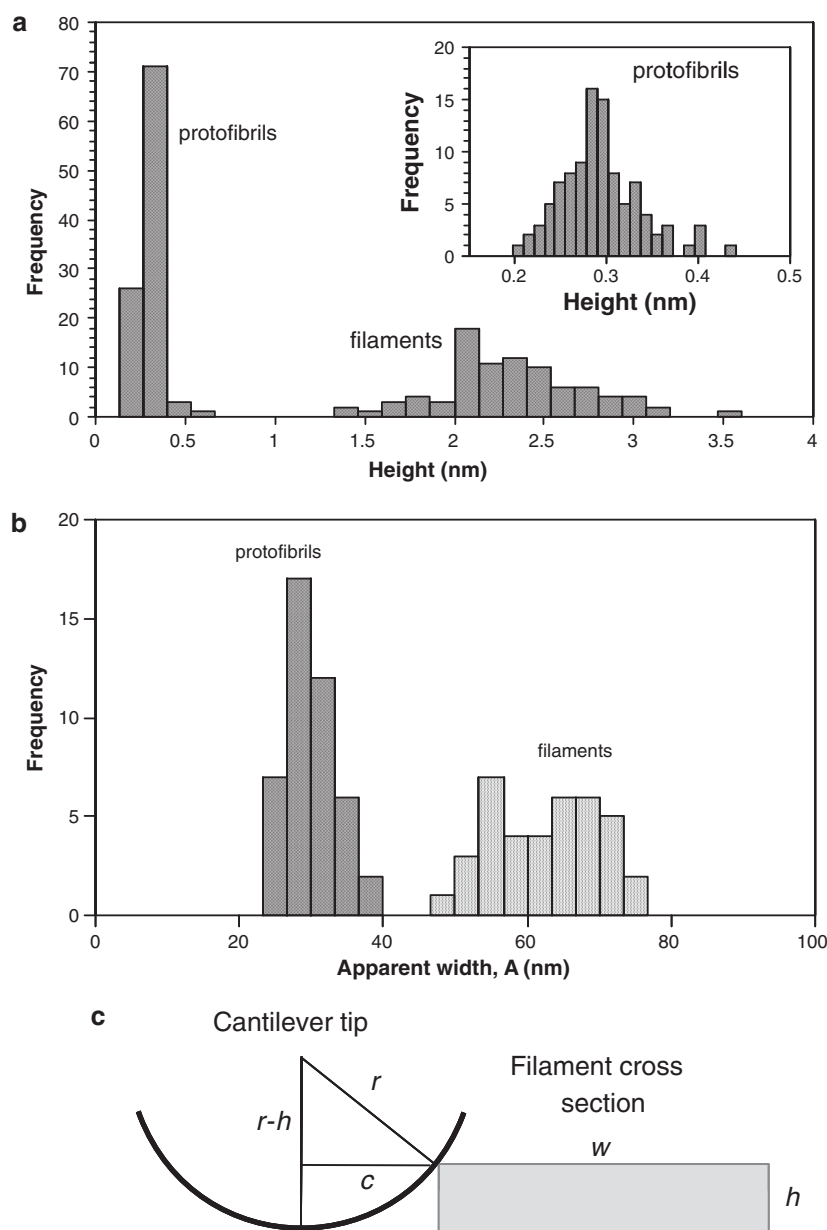 a
80
70
60
50
40
30
20
10
0
Frequency
protofibrils
filaments
0 0.5 1 1.5 2 2.5 3 3.5 4
Height (nm)
20
15
10
5
0
Frequency
protofibrils
0.2 0.3 0.4 0.5
Height (nm)
b
20
15
10
5
0
Frequency
protofibrils
filaments
0 20 40 60 80 100
Apparent width, A (nm)
c
Cantilever tip
r
r-h
c
Filament cross
section
w
h